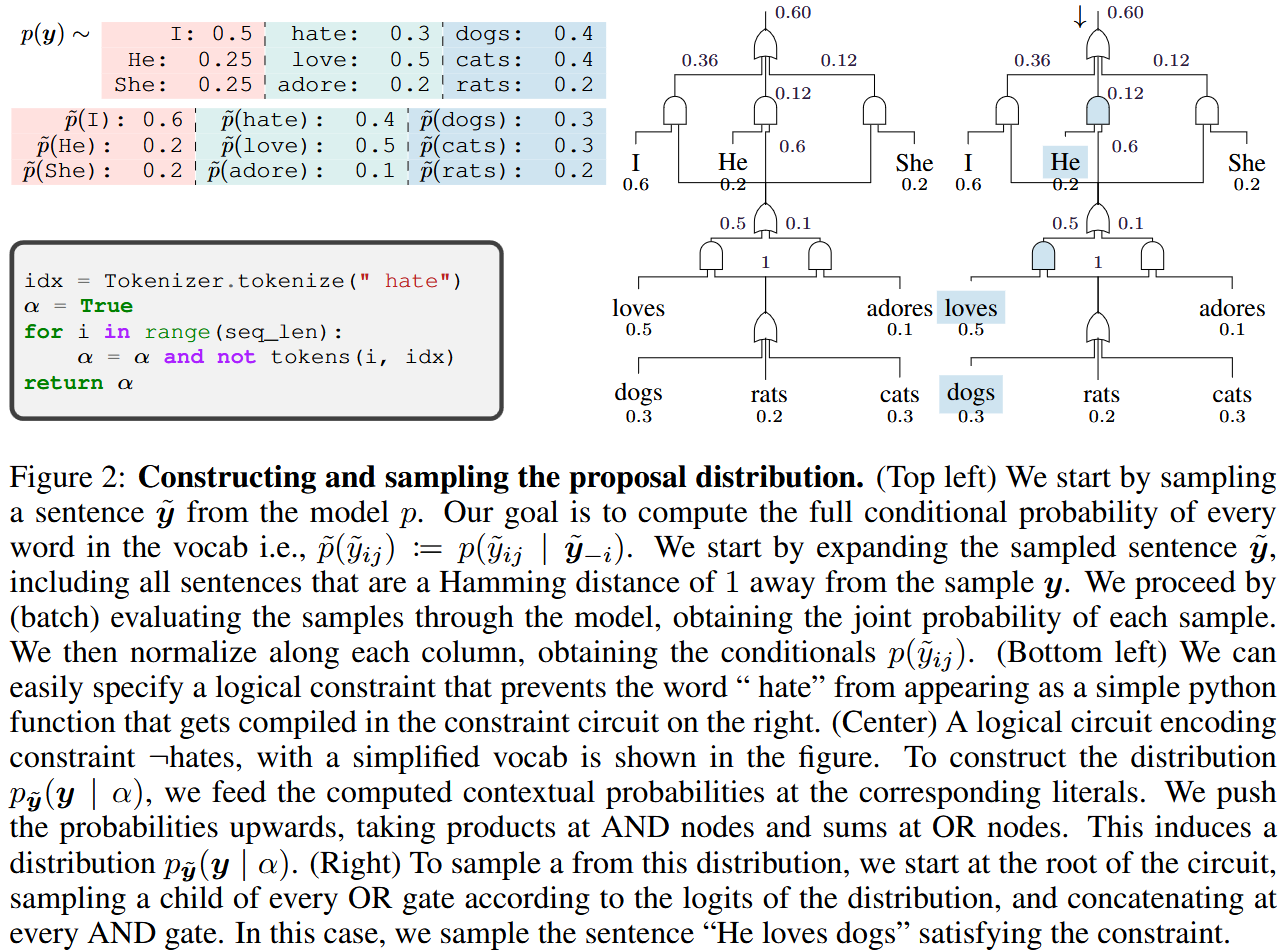 p(y) ∼ I: 0.5 hate: 0.3 dogs: 0.4
He: 0.25 love: 0.5 cats: 0.4
She: 0.25 adore: 0.2 rats: 0.2
p̃(I): 0.6 p̃(hate): 0.4 p̃(dogs): 0.3
p̃(He): 0.2 p̃(love): 0.5 p̃(cats): 0.3
p̃(She): 0.2 p̃(adore): 0.1 p̃(rats): 0.2
idx = Tokenizer.tokenize(" hate")
α = True
for i in range(seq_len):
α = α and not tokens(i, idx)
return α
0.60
0.36 0.12
0.12
0.6
I He She
0.6 0.2 0.2
0.5 0.1
1
loves adores
0.5 0.1
dogs rats cats
0.3 0.2 0.3
↓ 0.60
0.36 0.12
0.12
0.6
I He She
0.6 0.2 0.2
0.5 0.1
1
loves adores
0.5 0.1
dogs rats cats
0.3 0.2 0.3
Figure 2: Constructing and sampling the proposal distribution. (Top left) We start by sampling
a sentence ỹ from the model p. Our goal is to compute the full conditional probability of every
word in the vocab i.e., p̃(ỹij) := p(ỹij | ỹ−i). We start by expanding the sampled sentence ỹ,
including all sentences that are a Hamming distance of 1 away from the sample y. We proceed by
(batch) evaluating the samples through the model, obtaining the joint probability of each sample.
We then normalize along each column, obtaining the conditionals p(ỹij). (Bottom left) We can
easily specify a logical constraint that prevents the word “ hate” from appearing as a simple python
function that gets compiled in the constraint circuit on the right. (Center) A logical circuit encoding
constraint ¬hates, with a simplified vocab is shown in the figure. To construct the distribution
pỹ(y | α), we feed the computed contextual probabilities at the corresponding literals. We push
the probabilities upwards, taking products at AND nodes and sums at OR nodes. This induces a
distribution pỹ(y | α). (Right) To sample a from this distribution, we start at the root of the circuit,
sampling a child of every OR gate according to the logits of the distribution, and concatenating at
every AND gate. In this case, we sample the sentence “He loves dogs” satisfying the constraint.